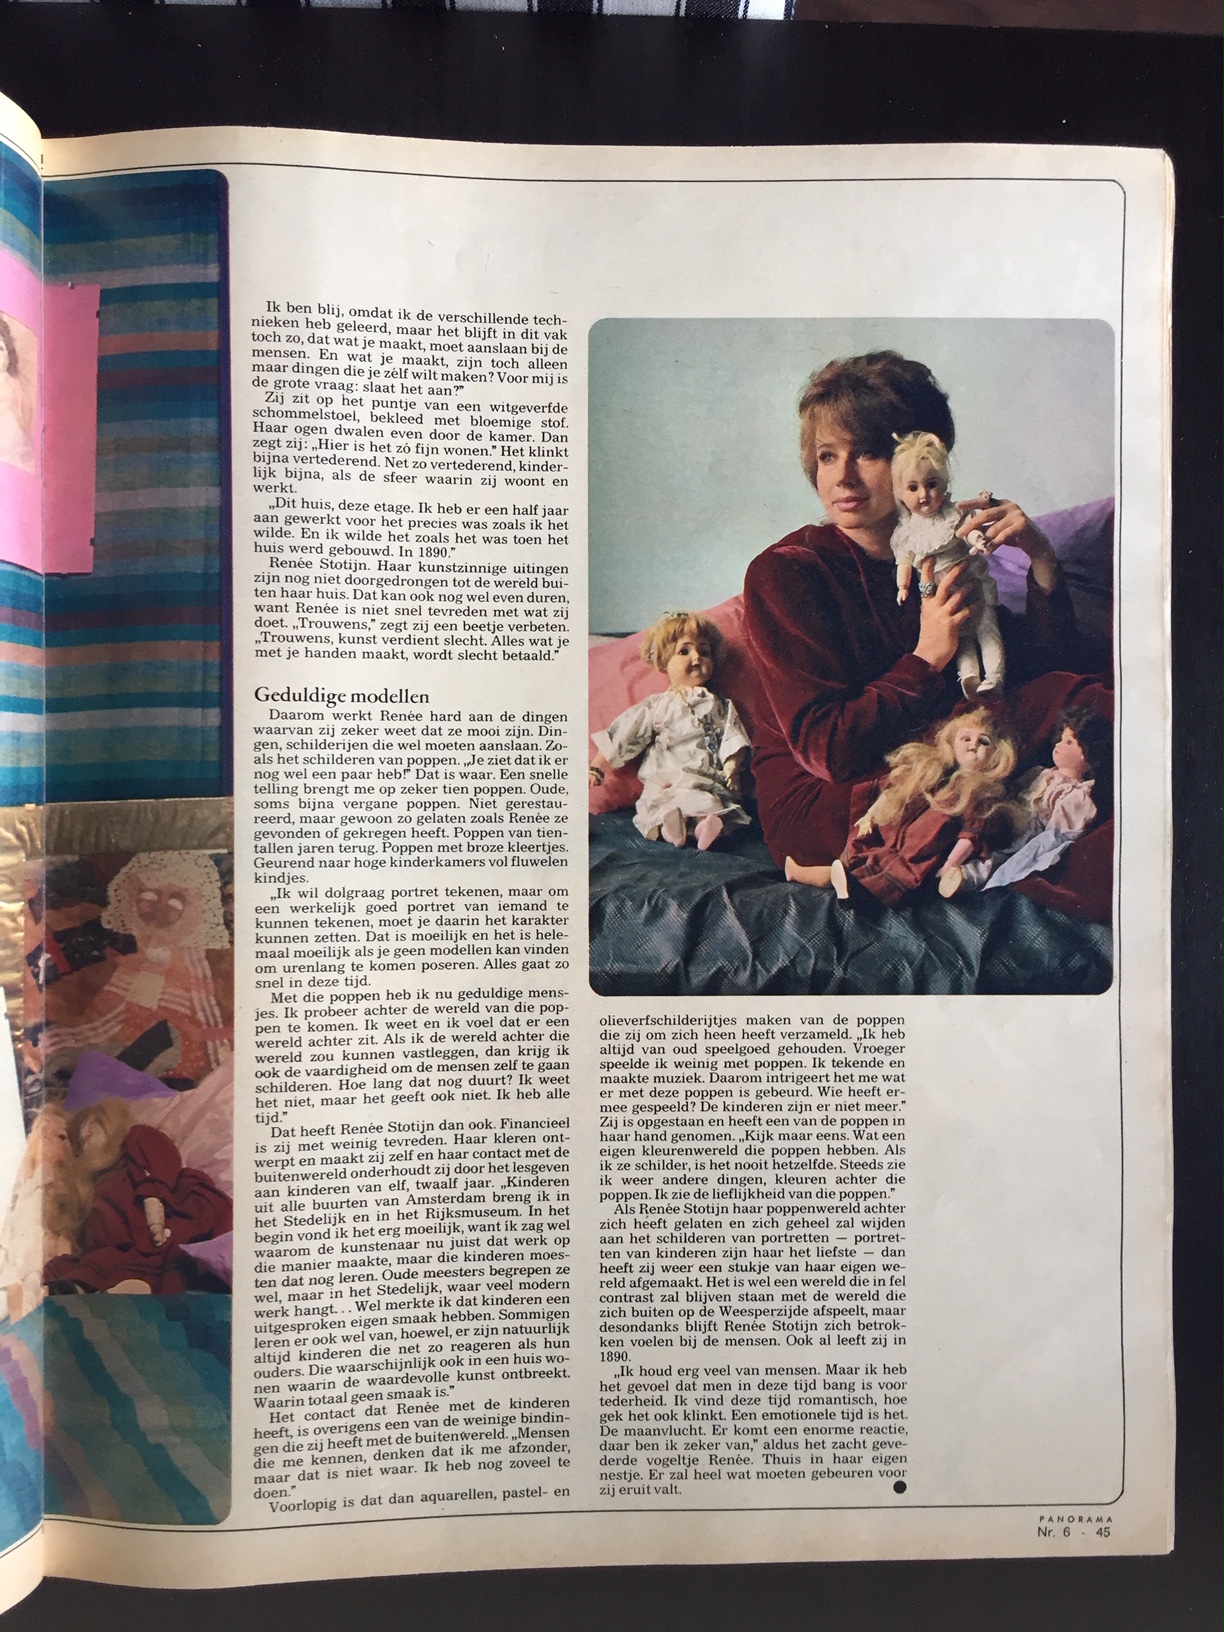 Ik ben blij, omdat ik de verschillende tech-
nieken heb geleerd, maar het blijft in dit vak
toch zo, dat wat je maakt, moet aanslaan bij de
mensen. En wat je maakt, zijn toch alleen
maar dingen die je zélf wilt maken? Voor mij is
de grote vraag: slaat het aan?”
Zij zit op het puntje van een witgeverfde
schommelstoel, bekleed met bloemige stof.
Haar ogen dwalen even door de kamer. Dan
zegt zij: „Hier is het zó fijn wonen.” Het klinkt
bijna vertederend. Net zo vertederend, kinder-
lijk bijna, als de sfeer waarin zij woont en
werkt.
„Dit huis, deze etage. Ik heb er een half jaar
aan gewerkt voor het precies was zoals ik het
wilde. En ik wilde het zoals het was toen het
huis werd gebouwd. In 1890.”
Renée Stotijn. Haar kunstzinnige uitingen
zijn nog niet doorgedrongen tot de wereld bui-
ten haar huis. Dat kan ook nog wel even duren,
want Renée is niet snel tevreden met wat zij
doet. „Trouwens,” zegt zij een beetje verbeten.
„Trouwens, kunst verdient slecht. Alles wat je
met je handen maakt, wordt slecht betaald.”
Geduldige modellen
Daarom werkt Renée hard aan de dingen
waarvan zij zeker weet dat ze mooi zijn. Din-
gen, schilderijen die wel moeten aanslaan. Zo-
als het schilderen van poppen. „Je ziet dat ik er
nog wel een paar heb!” Dat is waar. Een snelle
telling brengt me op zeker tien poppen. Oude,
soms bijna vergane poppen. Niet gerestau-
reerd, maar gewoon zo gelaten zoals Renée ze
gevonden of gekregen heeft. Poppen van tien-
tallen jaren terug. Poppen met broze kleertjes.
Geurend naar hoge kinderkamers vol fluwelen
kindjes.
„Ik wil dolgraag portret tekenen, maar om
een werkelijk goed portret van iemand te
kunnen tekenen, moet je daarin het karakter
kunnen zetten. Dat is moeilijk en het is hele-
maal moeilijk als je geen modellen kan vinden
om urenlang te komen poseren. Alles gaat zo
snel in deze tijd.
Met die poppen heb ik nu geduldige mens-
jes. Ik probeer achter de wereld van die pop-
pen te komen. Ik weet en ik voel dat er een
wereld achter zit. Als ik de wereld achter die
wereld zou kunnen vastleggen, dan krijg ik
ook de vaardigheid om de mensen zelf te gaan
schilderen. Hoe lang dat nog duurt? Ik weet
het niet, maar het geeft ook niet. Ik heb alle
tijd.”
Dat heeft Renée Stotijn dan ook. Financieel
is zij met weinig tevreden. Haar kleren ont-
werpt en maakt zij zelf en haar contact met de
buitenwereld onderhoudt zij door het lesgeven
aan kinderen van elf, twaalf jaar. „Kinderen
uit alle buurten van Amsterdam breng ik in
het Stedelijk en in het Rijksmuseum. In het
begin vond ik het erg moeilijk, want ik zag wel
waarom de kunstenaar nu juist dat werk op
die manier maakte, maar die kinderen moes-
ten dat nog leren. Oude meesters begrepen ze
wel, maar in het Stedelijk, waar veel modern
werk hangt... Wel merkte ik dat kinderen een
uitgesproken eigen smaak hebben. Sommigen
leren er ook wel van, hoewel, er zijn natuurlijk
altijd kinderen die net zo reageren als hun
ouders. Die waarschijnlijk ook in een huis wo-
nen waarin de waardevolle kunst ontbreekt.
Waarin totaal geen smaak is.”
Het contact dat Renée met de kinderen
heeft, is overigens een van de weinige bindin-
gen die zij heeft met de buitenwereld. „Mensen
die me kennen, denken dat ik me afzonder,
maar dat is niet waar. Ik heb nog zoveel te
doen.”
Voorlopig is dat dan aquarellen, pastel- en
olieverfschilderijtjes maken van de poppen
die zij om zich heen heeft verzameld. „Ik heb
altijd van oud speelgoed gehouden. Vroeger
speelde ik weinig met poppen. Ik tekende en
maakte muziek. Daarom intrigeert het me wat
er met deze poppen is gebeurd. Wie heeft er-
mee gespeeld? De kinderen zijn er niet meer.”
Zij is opgestaan en heeft een van de poppen in
haar hand genomen. „Kijk maar eens. Wat een
eigen kleurenwereld die poppen hebben. Als
ik ze schilder, is het nooit hetzelfde. Steeds zie
ik weer andere dingen, kleuren achter die
poppen. Ik zie de lieflijkheid van die poppen.”
Als Renée Stotijn haar poppenwereld achter
zich heeft gelaten en zich geheel zal wijden
aan het schilderen van portretten — portret-
ten van kinderen zijn haar het liefste — dan
heeft zij weer een stukje van haar eigen we-
reld afgemaakt. Het is wel een wereld die in fel
contrast zal blijven staan met de wereld die
zich buiten op de Weesperzijde afspeelt, maar
desondanks blijft Renée Stotijn zich betrok-
ken voelen bij de mensen. Ook al leeft zij in
1890.
„Ik houd erg veel van mensen. Maar ik heb
het gevoel dat men in deze tijd bang is voor
tederheid. Ik vind deze tijd romantisch, hoe
gek het ook klinkt. Een emotionele tijd is het.
De maanvlucht. Er komt een enorme reactie,
daar ben ik zeker van,” aldus het zacht geve-
derde vogeltje Renée. Thuis in haar eigen
nestje. Er zal heel wat moeten gebeuren voor
zij eruit valt.
PANORAMA
Nr. 6 - 45